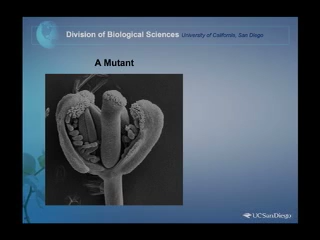 Division of Biological Sciences University of California, San Diego
A Mutant
UCSanDiego